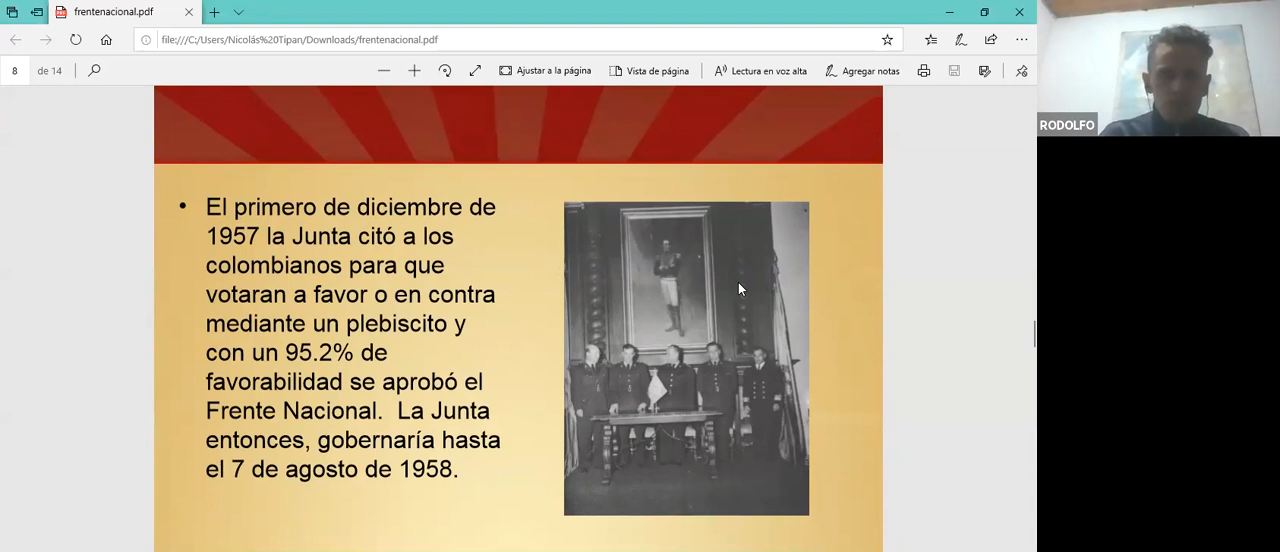 frentenacional.pdf
file:///C:/Users/Nicolás%20Tipan/Downloads/frentenacional.pdf
8 de 14
Ajustar a la página
Vista de página
Lectura en voz alta
Agregar notas
RODOLFO
• El primero de diciembre de
1957 la Junta citó a los
colombianos para que
votaran a favor o en contra
mediante un plebiscito y
con un 95.2% de
favorabilidad se aprobó el
Frente Nacional. La Junta
entonces, gobernaría hasta
el 7 de agosto de 1958.